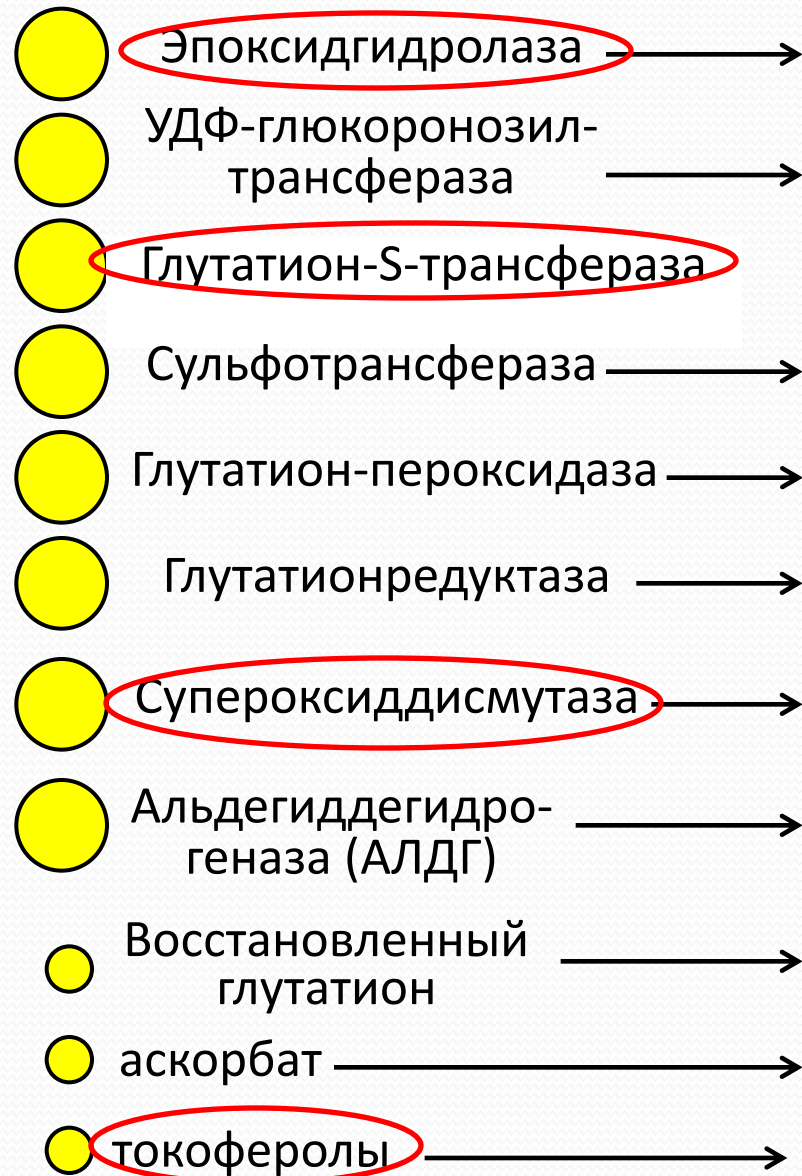 Эпоксидгидролаза
УДФ-глюкоронозил-
трансфераза
Глутатион-S-трансфераза
Сульфотрансфераза
Глутатион-пероксидаза
Глутатионредуктаза
Супероксиддисмутаза
Альдегиддегидро-
геназа (АЛДГ)
Восстановленный
глутатион
аскорбат
токоферолы